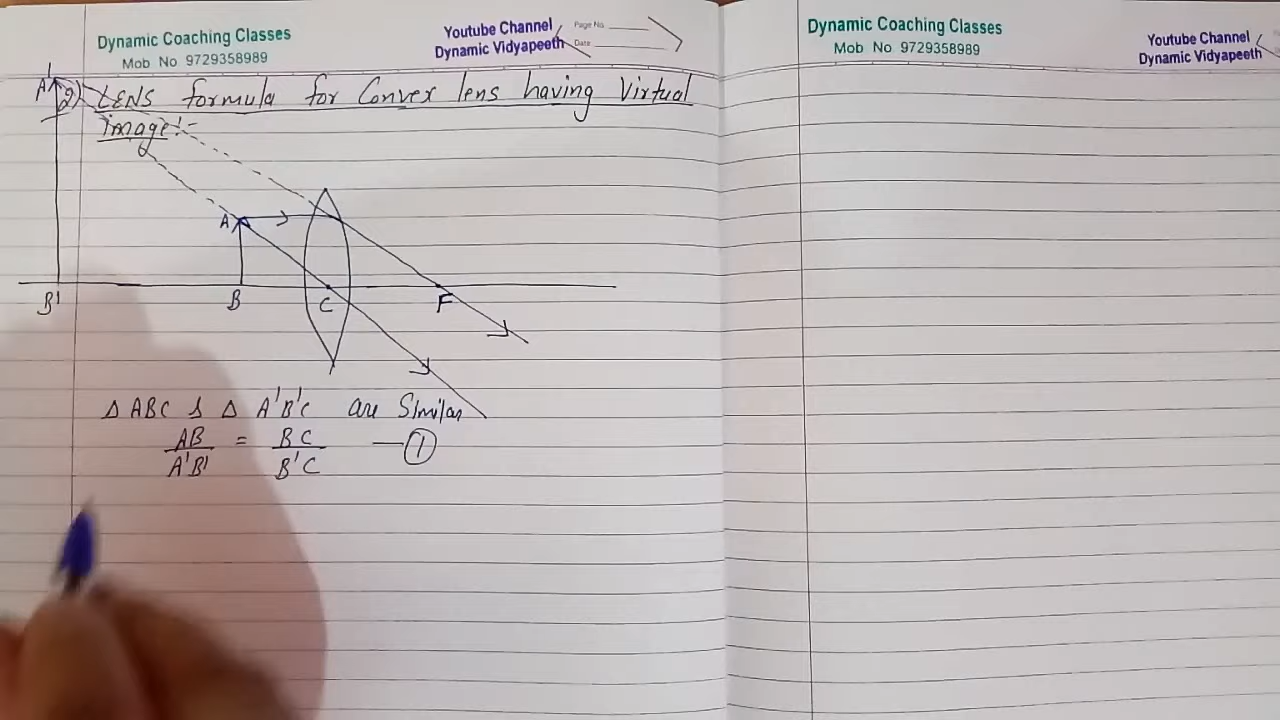 Dynamic Coaching Classes
Mob No 9729358989
Youtube Channel
Dynamic Vidyapeeth
Page No.
Date
2) LENS formula for Convex lens having Virtual
image:-
A'
A
B'
B
C
F
Δ ABC & Δ A'B'C are Similar
AB/A'B' = BC/B'C — ①
Dynamic Coaching Classes
Mob No 9729358989
Youtube Channel
Dynamic Vidyapeeth